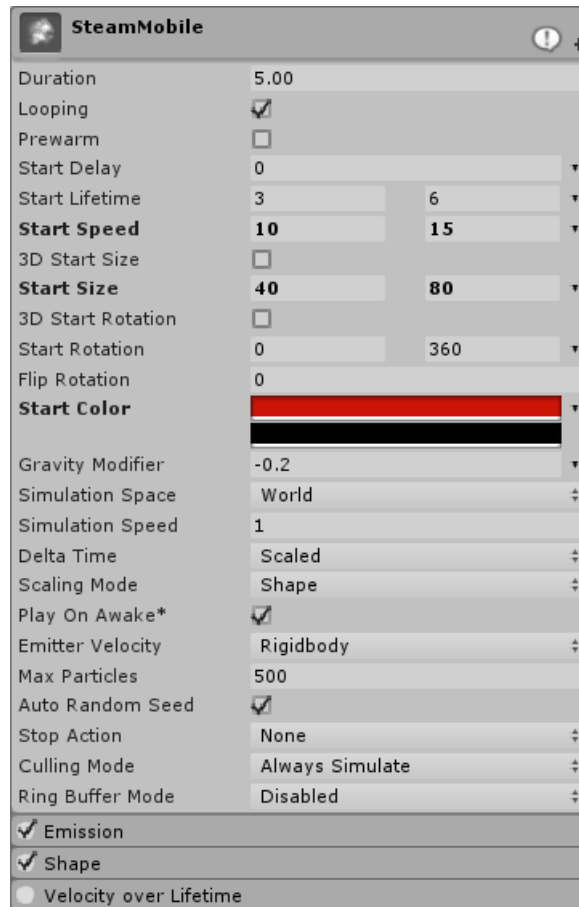 SteamMobile
Duration 5.00
Looping
Prewarm
Start Delay 0
Start Lifetime 3 6
Start Speed 10 15
3D Start Size
Start Size 40 80
3D Start Rotation
Start Rotation 0 360
Flip Rotation 0
Start Color
Gravity Modifier -0.2
Simulation Space World
Simulation Speed 1
Delta Time Scaled
Scaling Mode Shape
Play On Awake*
Emitter Velocity Rigidbody
Max Particles 500
Auto Random Seed
Stop Action None
Culling Mode Always Simulate
Ring Buffer Mode Disabled
Emission
Shape
Velocity over Lifetime